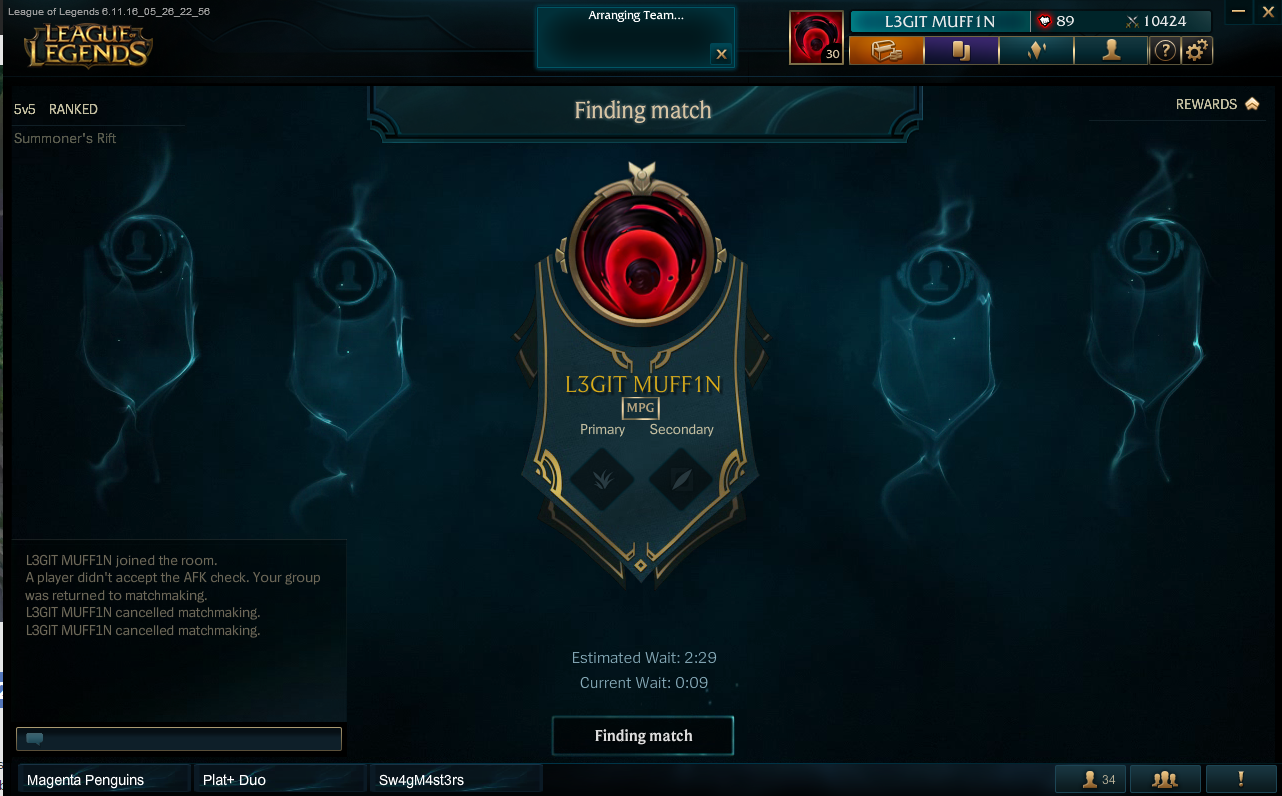 League of Legends 6.11.16_05_26_22_56
LEAGUE OF
LEGENDS
Arranging Team...
30
L3GIT MUFF1N
89
10424
5v5 RANKED
Finding match
REWARDS
Summoner's Rift
L3GIT MUFF1N
MPG
Primary Secondary
L3GIT MUFF1N joined the room.
A player didn't accept the AFK check. Your group
was returned to matchmaking.
L3GIT MUFF1N cancelled matchmaking.
L3GIT MUFF1N cancelled matchmaking.
Estimated Wait: 2:29
Current Wait: 0:09
Finding match
Magenta Penguins
Plat+ Duo
Sw4gM4st3rs
34